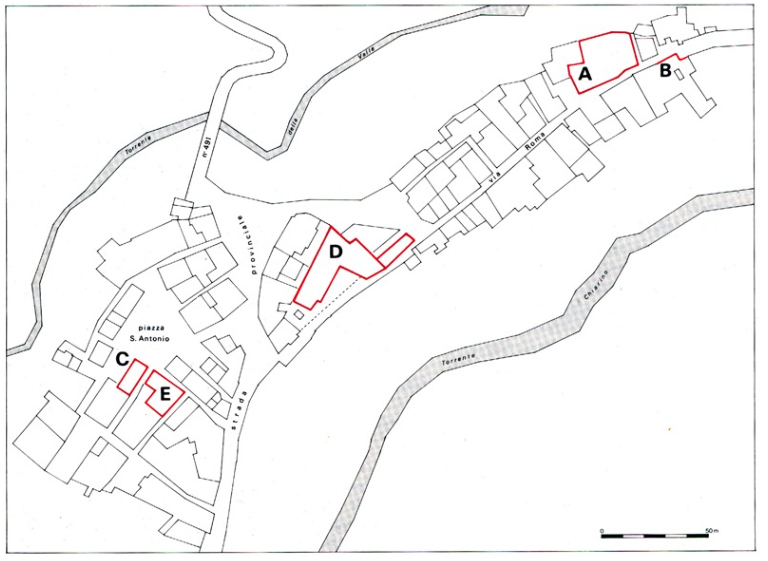 A
B
Torrente
della
Valle
n° 491
via
Roma
provinciale
D
piazza
S. Antonio
C
E
strada
Torrente
Chiarino
0
50m